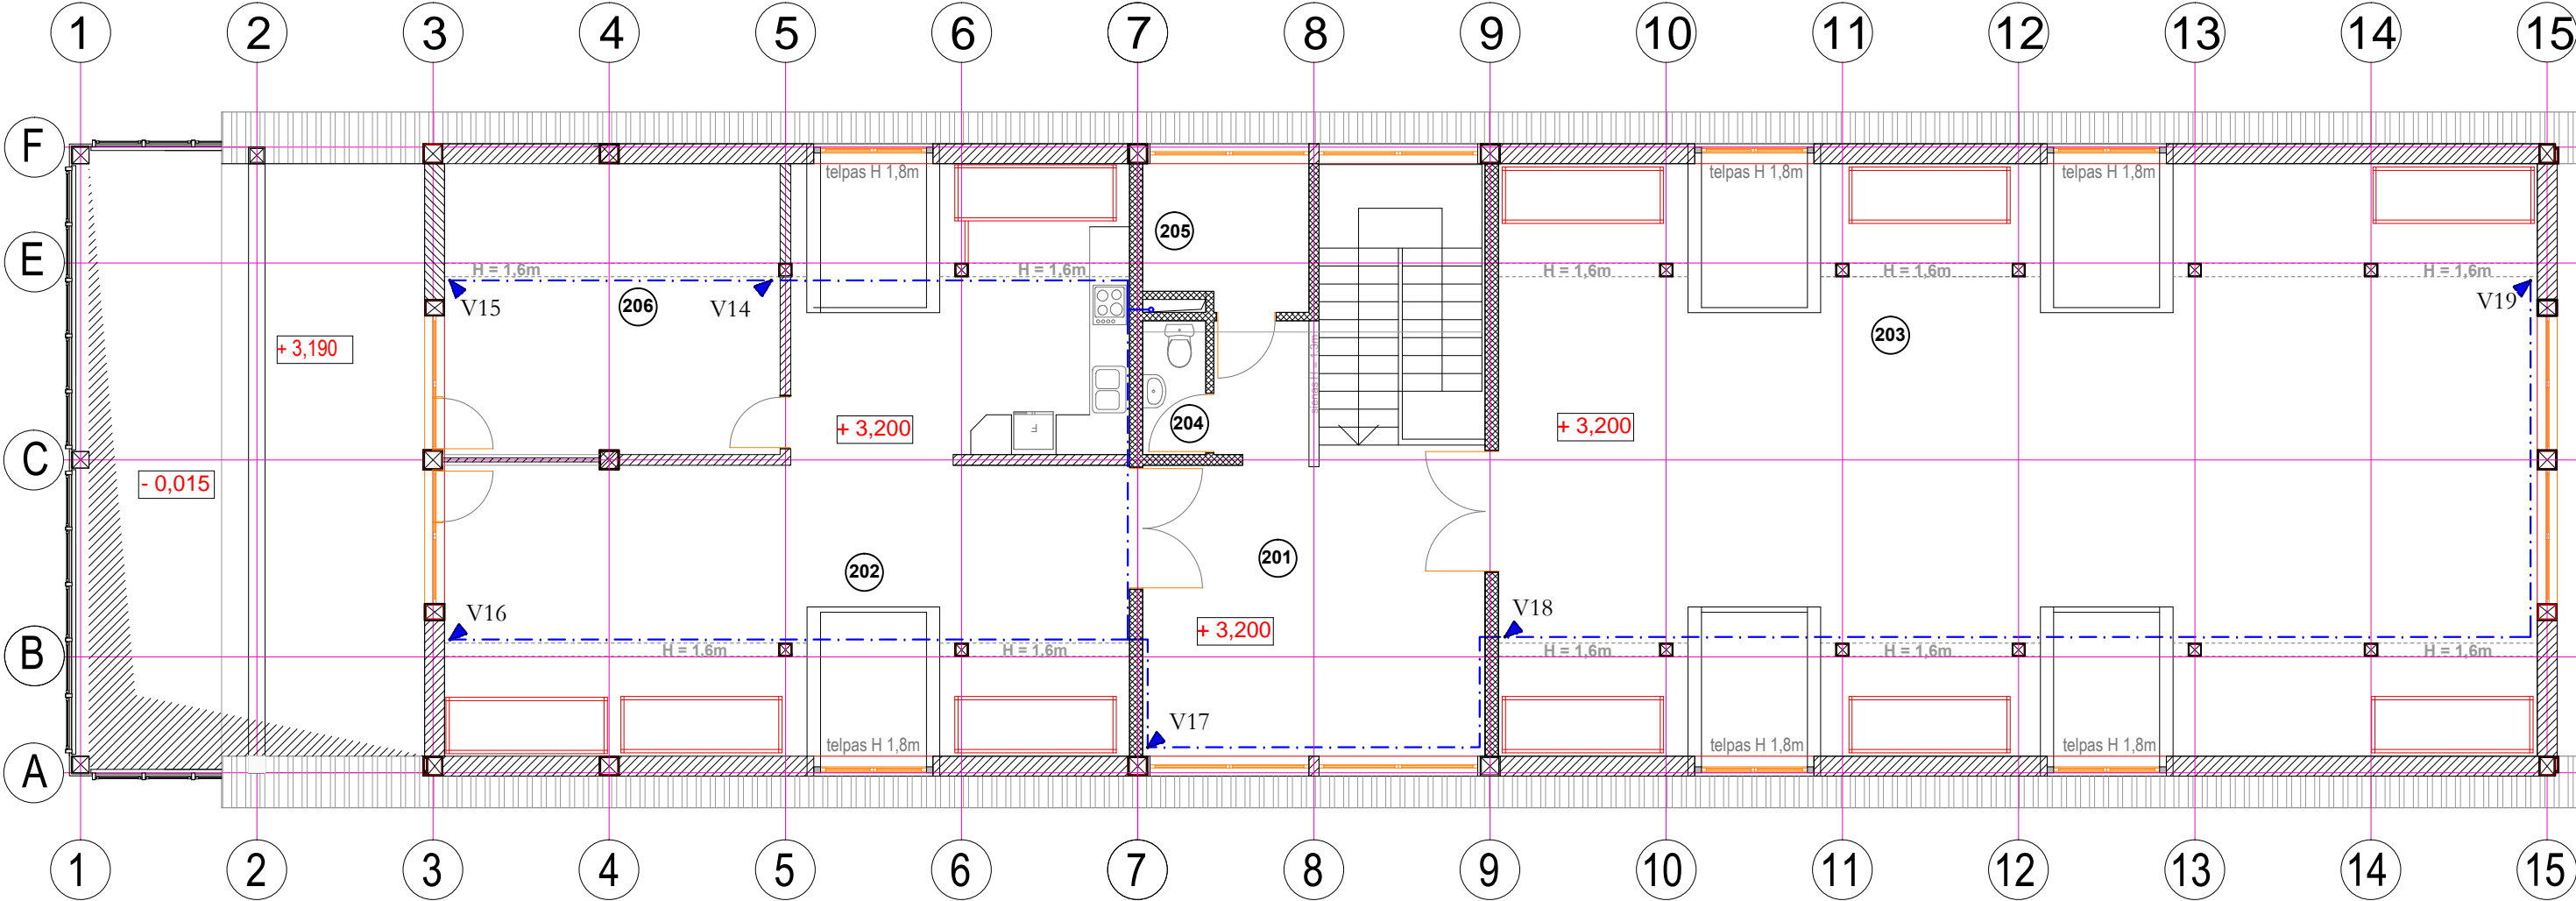 1 2 3 4 5 6 7 8 9 10 11 12 13 14 15
F
telpas H 1,8m telpas H 1,8m telpas H 1,8m
205
E
H = 1,6m H = 1,6m H = 1,6m H = 1,6m H = 1,6m
V15 206 V14 V19
203
+ 3,190
sienas H = 1,3m
204
+ 3,200 + 3,200
F
C
- 0,015
201
202
V16 V18
+ 3,200
B
H = 1,6m H = 1,6m H = 1,6m H = 1,6m H = 1,6m
V17
telpas H 1,8m telpas H 1,8m telpas H 1,8m
A
1 2 3 4 5 6 7 8 9 10 11 12 13 14 15